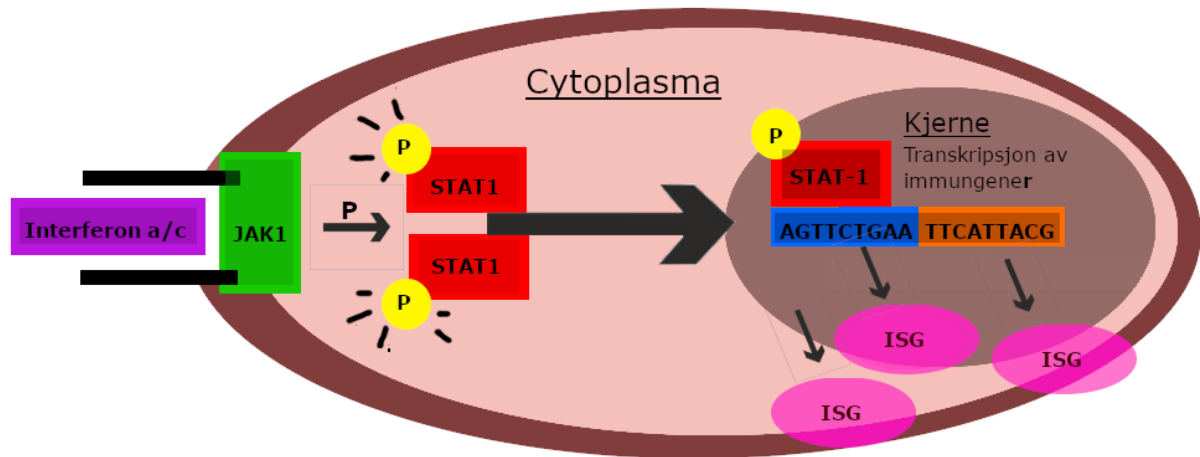 Cytoplasma
Interferon a/c
JAK1
P
P
STAT1
STAT1
P
P
Kjerne
Transkripsjon av
immungener
STAT-1
AGTTCTGAA TTCATTACG
ISG
ISG
ISG